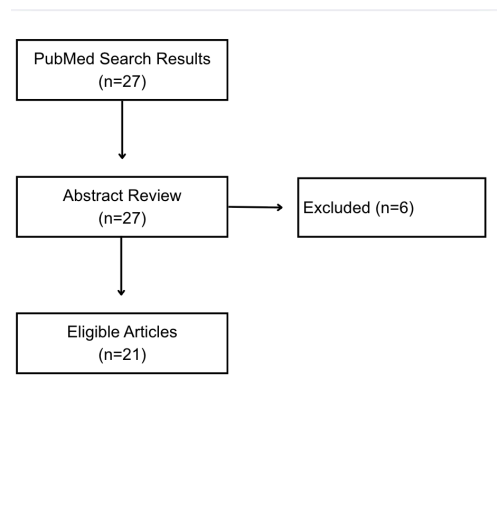 PubMed Search Results
(n=27)
Abstract Review
(n=27)
Excluded (n=6)
Eligible Articles
(n=21)